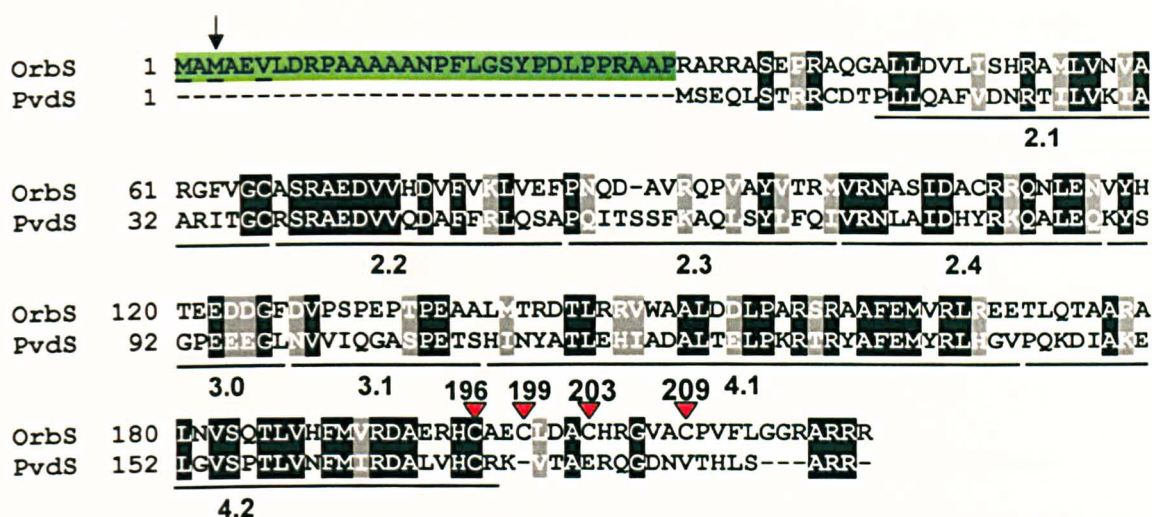 OrbS 1 MAMAEVLDRPAAAAANPFLGSYPDLPPRAAPRARRASEPRAQGALLDVLISHRAMLVNVA
PvdS 1 -------------------------------MSEQLSTRRCDTPLLQAFVDNRTILVKIA
2.1
OrbS 61 RGFVGCASRAEDVVHDVFVKLVEFPNQD-AVRQPVAYVTRMVRNASIDACRRQNLENVYH
PvdS 32 ARITGCRSRAEDVVQDAFFRLQSAPQITSSFKAQLSYLFQIVRNLAIDHYRKQALEQKYS
2.2 2.3 2.4
OrbS 120 TEEDDGFDVPSPEPTPEAALMTRDTLRRVWAALDDLPARSRAAFEMVRLREETLQTAARA
PvdS 92 GPEEEGLNVVIQGASPETSHINYATLEHIADALTELPKRTRYAFEMYRLHGVPQKDIAKE
3.0 3.1 196 199 203 209 4.1
OrbS 180 LNVSQTLVHFMVRDAERHCAECLDACHRGVACPVFLGGRARRR
PvdS 152 LGVSPTLVNFMIRDALVHCRK-VTAERQGDNVTHLS---ARR-
4.2